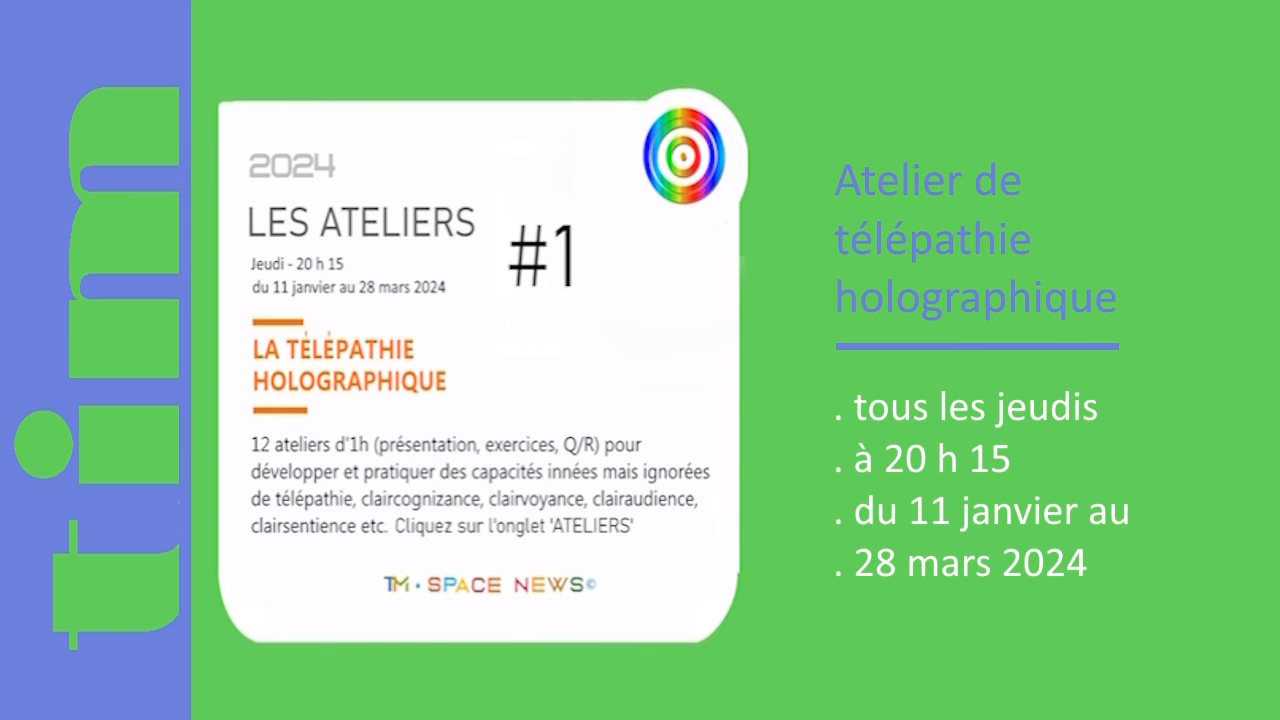 timm
2024
LES ATELIERS
#1
Jeudi - 20 h 15
du 11 janvier au 28 mars 2024
LA TÉLÉPATHIE
HOLOGRAPHIQUE
12 ateliers d'1h (présentation, exercices, Q/R) pour
développer et pratiquer des capacités innées mais ignorées
de télépathie, claircognizance, clairvoyance, clairaudience,
clairsentience etc. Cliquez sur l'onglet 'ATELIERS'
TM • SPACE NEWS©
Atelier de
télépathie
holographique
. tous les jeudis
. à 20 h 15
. du 11 janvier au
. 28 mars 2024